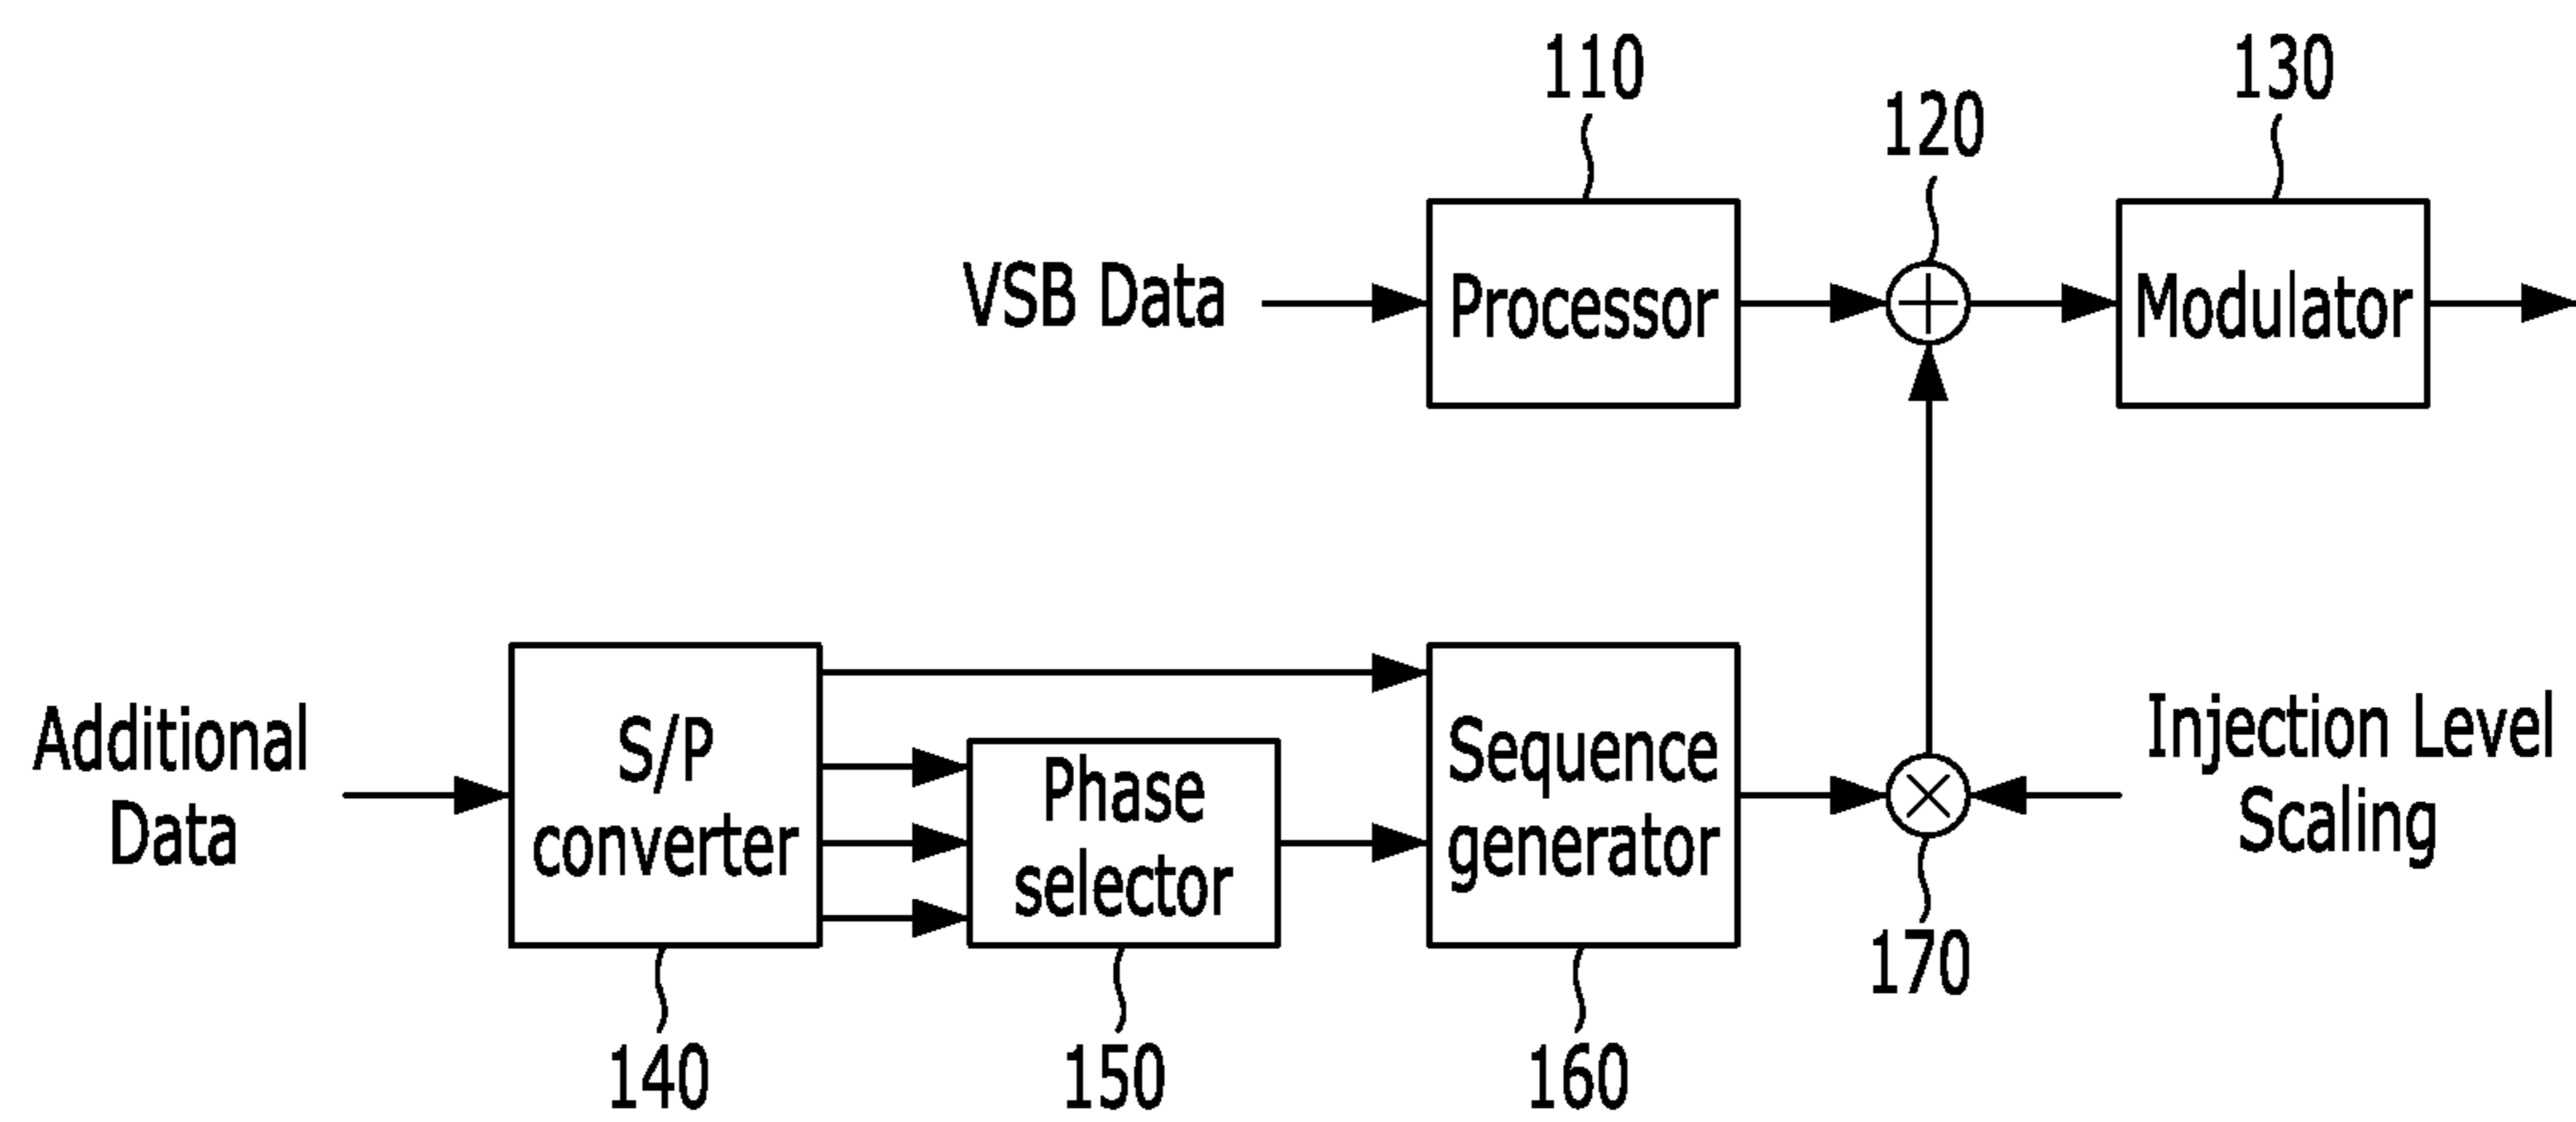 110
120
130
VSB Data
Processor
Modulator
Additional
Data
S/P
converter
Phase
selector
Sequence
generator
Injection Level
Scaling
170
140
150
160